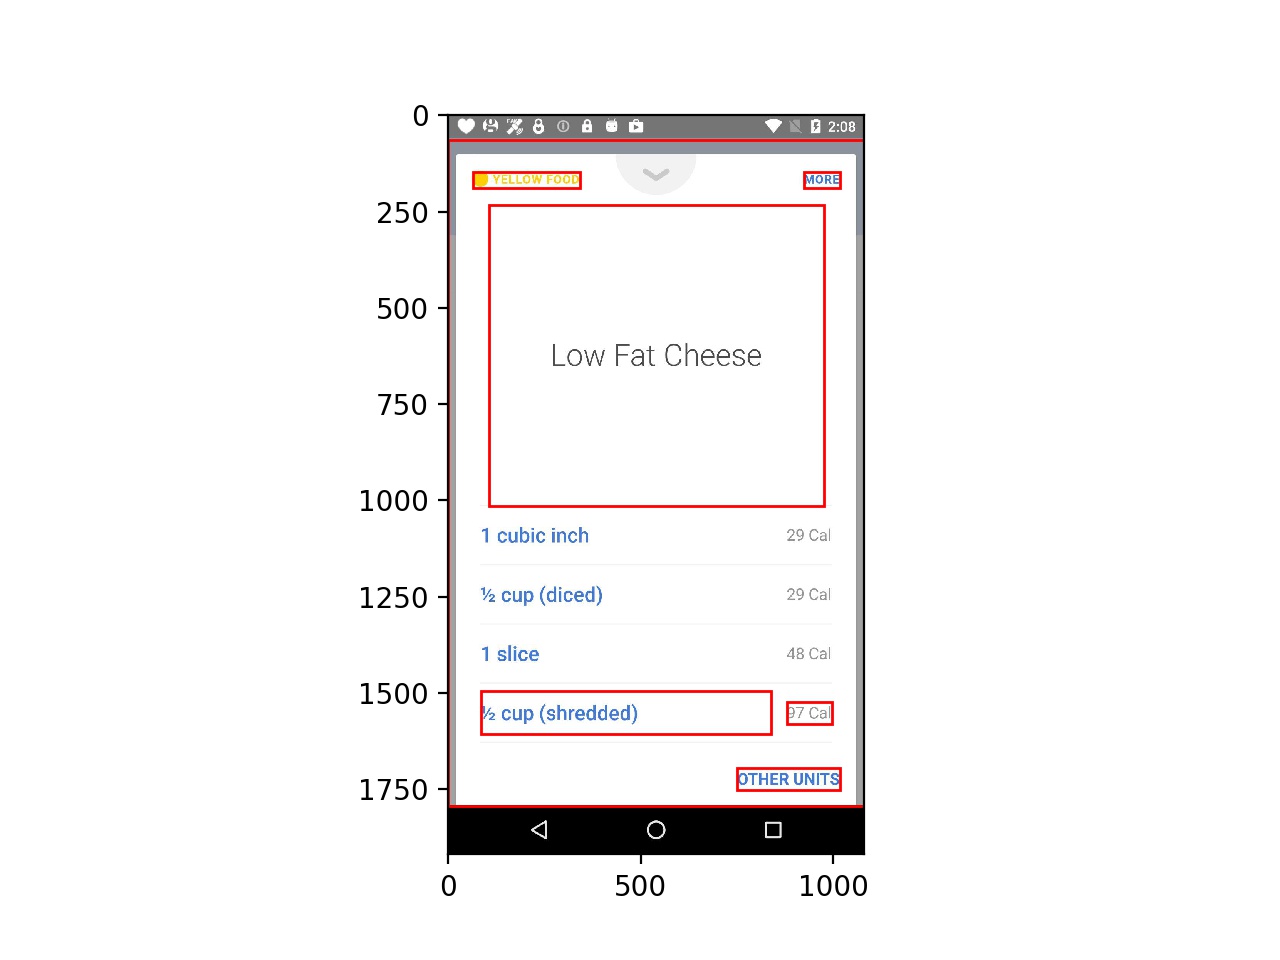 0
250
500
750
1000
1250
1500
1750
0
500
1000
2:08
YELLOW FOOD
MORE
Low Fat Cheese
1 cubic inch 29 Cal
½ cup (diced) 29 Cal
1 slice 48 Cal
½ cup (shredded) 97 Cal
OTHER UNITS